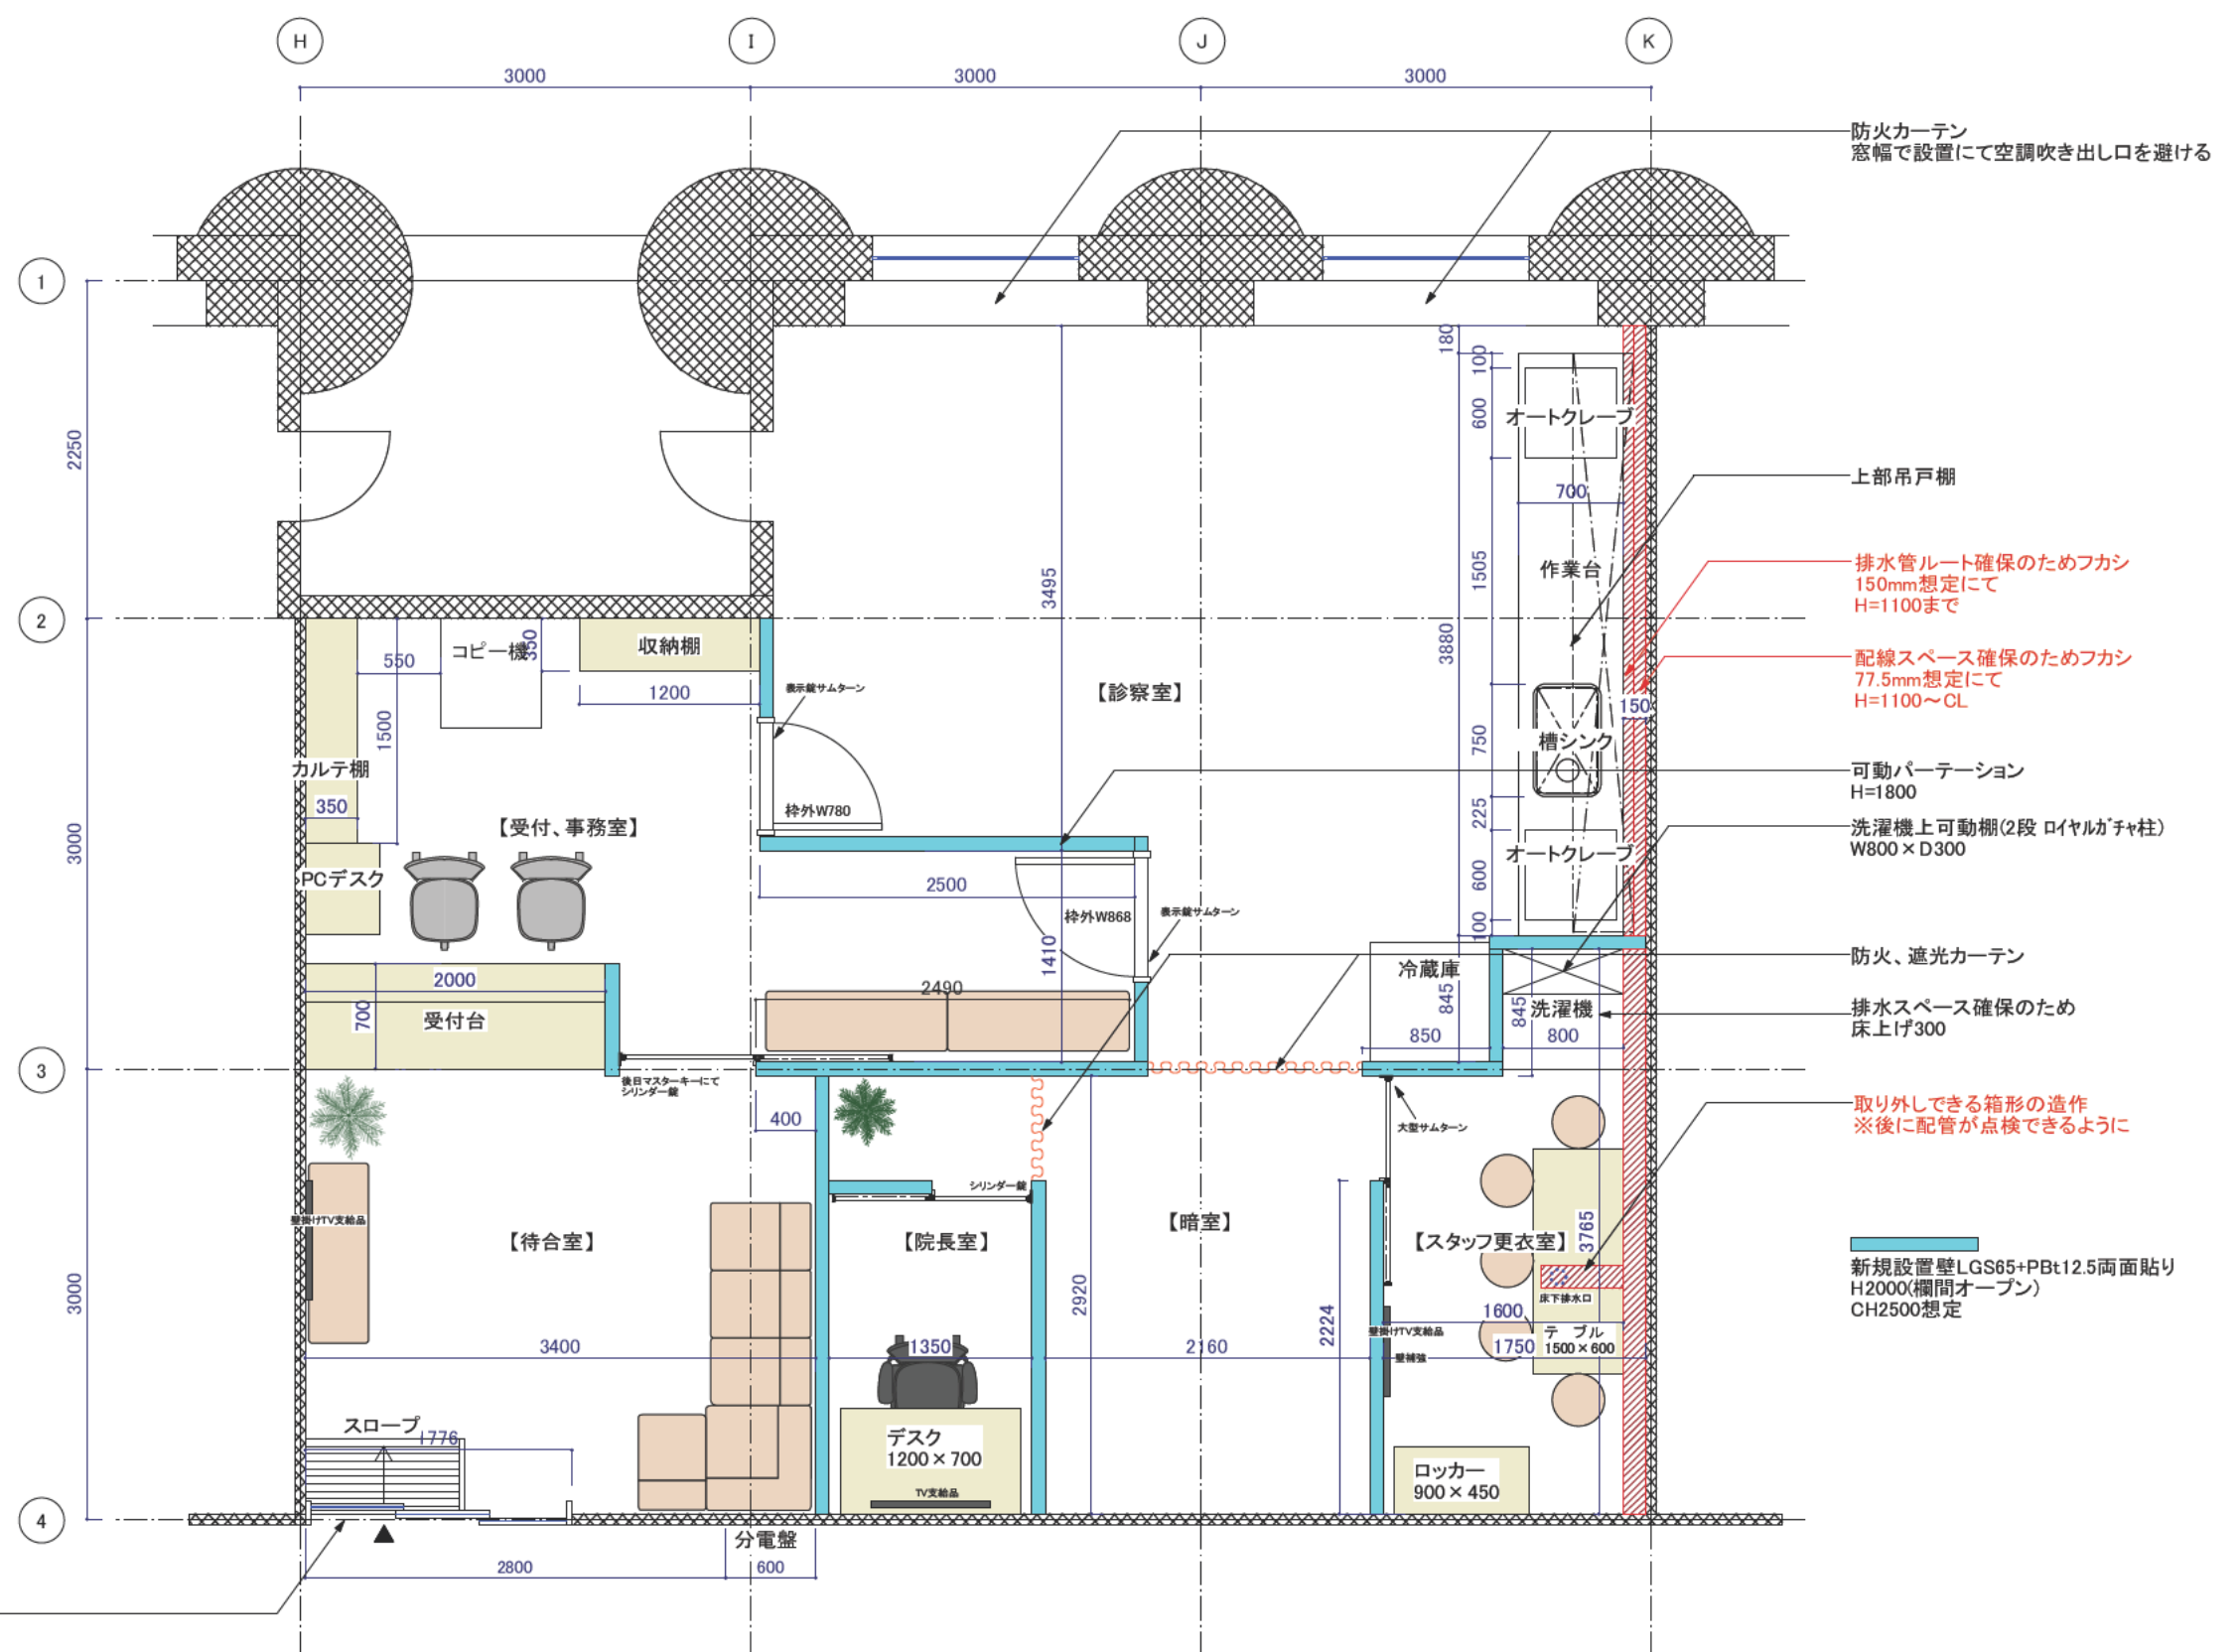 H
I
J
K
3000
3000
3000
防火カーテン
窓幅で設置にて空調吹き出し口を避ける
1
2
3
4
2250
3000
3000
180
100
600
オートクレーブ
700
上部吊戸棚
1505
作業台
排水管ルート確保のためフカシ
150mm想定にて
H=1100まで
3495
3880
コピー機
350
収納棚
550
1200
表示錠サムターン
【診察室】
配線スペース確保のためフカシ
77.5mm想定にて
H=1100～CL
150
1500
750
槽シンク
カルテ棚
350
枠外W780
可動パーテーション
H=1800
【受付、事務室】
225
洗濯機上可動棚(2段 ロイヤルガチャ柱)
W800×D300
オートクレーブ
PCデスク
2500
600
枠外W868
表示錠サムターン
100
1410
防火、遮光カーテン
冷蔵庫
2000
2490
845
845
700
受付台
洗濯機
排水スペース確保のため
床上げ300
850
800
後日マスターキーにて
シリンダー錠
400
大型サムターン
取り外しできる箱形の造作
※後に配管が点検できるように
シリンダー錠
壁掛けTV支給品
【待合室】
【院長室】
【暗室】
【スタッフ更衣室】
3765
新規設置壁LGS65+PBt12.5両面貼り
H2000(欄間オープン)
CH2500想定
2920
2224
床下排水口
1600
壁掛けTV支給品
テーブル
1500×600
3400
1350
2160
1750
壁補強
スロープ
1776
デスク
1200×700
TV支給品
ロッカー
900×450
分電盤
2800
600